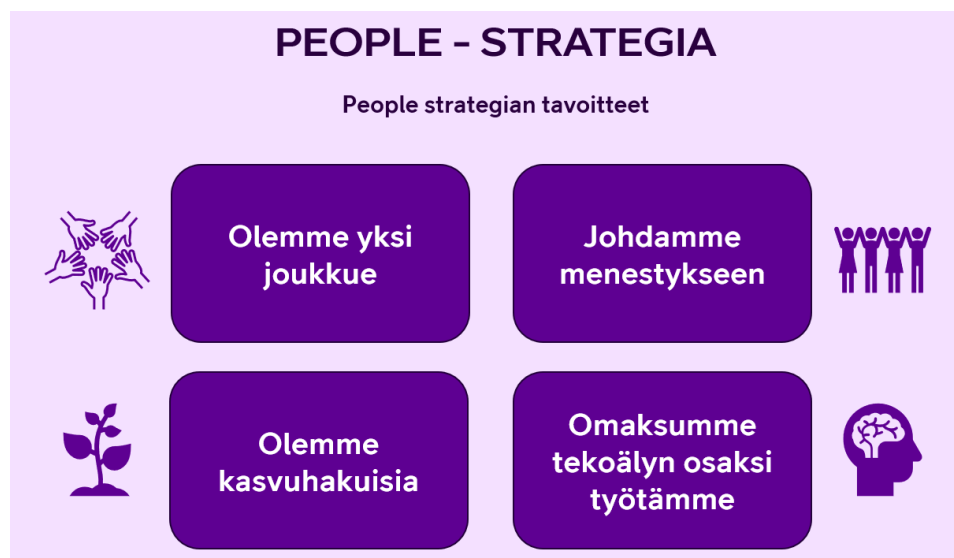 PEOPLE - STRATEGIA
People strategian tavoitteet
Olemme yksi
joukkue
Johdamme
menestykseen
Olemme
kasvuhakuisia
Omaksumme
tekoälyn osaksi
työtämme